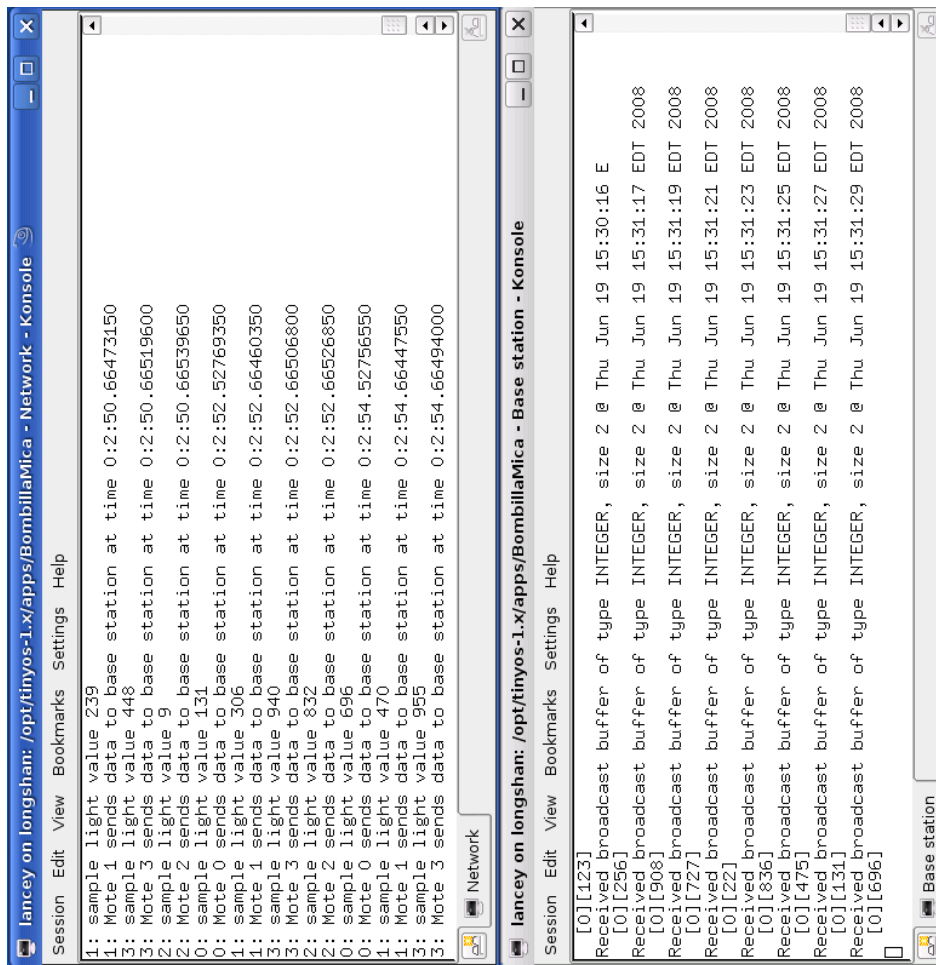 lancey on longshan: /opt/tinyos-1.x/apps/BombillaMica - Network - Konsole
Session Edit View Bookmarks Settings Help
1: sample light value 239
1: Mote 1 sends data to base station at time 0:2:50.66473150
3: sample light value 448
3: Mote 3 sends data to base station at time 0:2:50.66519600
2: sample light value 9
2: Mote 2 sends data to base station at time 0:2:50.66539650
0: sample light value 131
0: Mote 0 sends data to base station at time 0:2:52.52769350
1: sample light value 306
1: Mote 1 sends data to base station at time 0:2:52.66460350
3: sample light value 940
3: Mote 3 sends data to base station at time 0:2:52.66506800
2: sample light value 832
2: Mote 2 sends data to base station at time 0:2:52.66526850
0: sample light value 696
0: Mote 0 sends data to base station at time 0:2:54.52756550
1: sample light value 470
1: Mote 1 sends data to base station at time 0:2:54.66447550
3: sample light value 955
3: Mote 3 sends data to base station at time 0:2:54.66494000
Network
lancey on longshan: /opt/tinyos-1.x/apps/BombillaMica - Base station - Konsole
Session Edit View Bookmarks Settings Help
[0][123]
Received broadcast buffer of type INTEGER, size 2 @ Thu Jun 19 15:30:16 E
[0][256]
Received broadcast buffer of type INTEGER, size 2 @ Thu Jun 19 15:31:17 EDT 2008
[0][908]
Received broadcast buffer of type INTEGER, size 2 @ Thu Jun 19 15:31:19 EDT 2008
[0][727]
Received broadcast buffer of type INTEGER, size 2 @ Thu Jun 19 15:31:21 EDT 2008
[0][22]
Received broadcast buffer of type INTEGER, size 2 @ Thu Jun 19 15:31:23 EDT 2008
[0][836]
Received broadcast buffer of type INTEGER, size 2 @ Thu Jun 19 15:31:25 EDT 2008
[0][475]
Received broadcast buffer of type INTEGER, size 2 @ Thu Jun 19 15:31:27 EDT 2008
[0][131]
Received broadcast buffer of type INTEGER, size 2 @ Thu Jun 19 15:31:29 EDT 2008
[0][696]
Base station